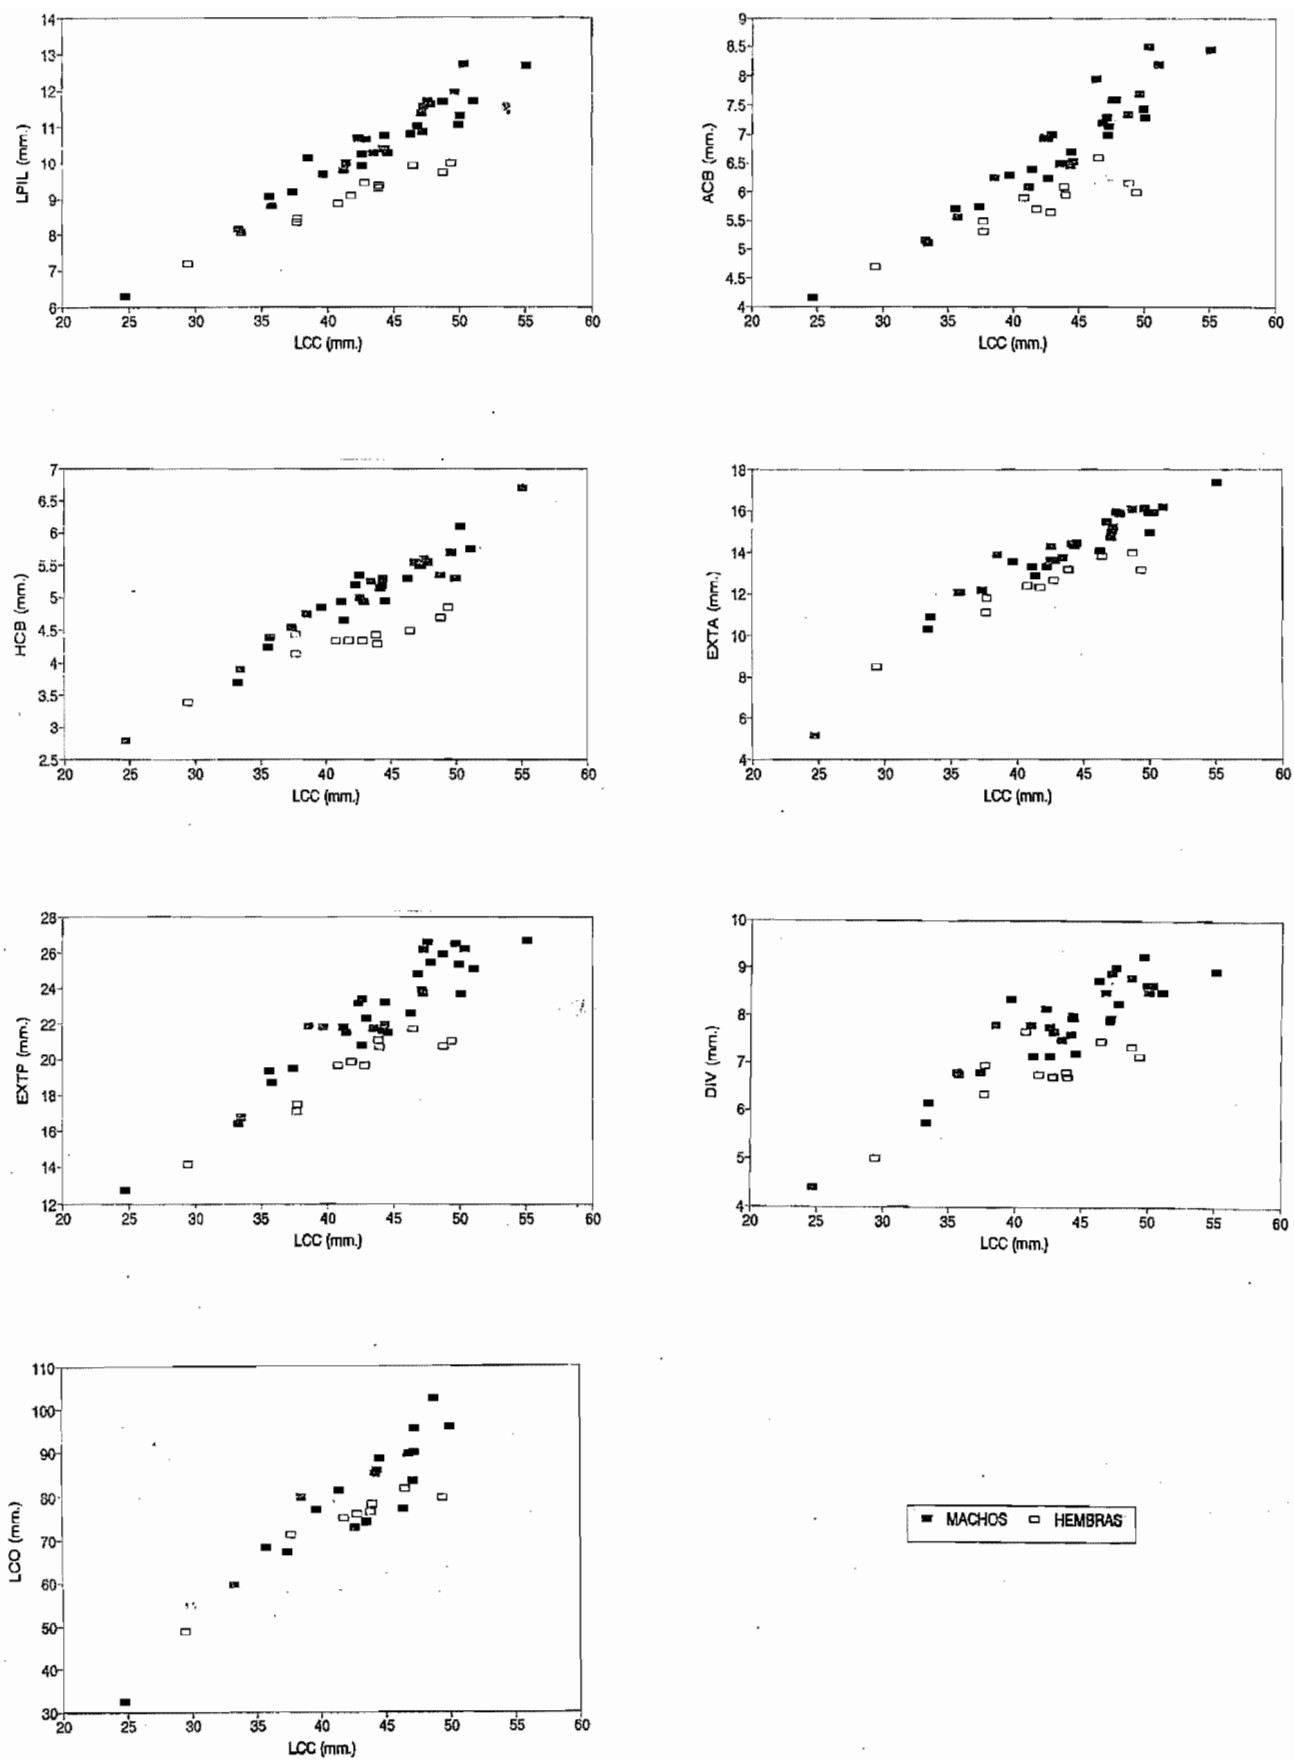 14
13
12
11
10
9
8
7
6
LPIL (mm.)
20 25 30 35 40 45 50 55 60
LCC (mm.)
9
8.5
8
7.5
7
6.5
6
5.5
5
4.5
4
ACB (mm.)
20 25 30 35 40 45 50 55 60
LCC (mm.)
7
6.5
6
5.5
5
4.5
4
3.5
3
2.5
HCB (mm.)
20 25 30 35 40 45 50 55 60
LCC (mm.)
18
16
14
12
10
8
6
4
EXTA (mm.)
20 25 30 35 40 45 50 55 60
LCC (mm.)
28
26
24
22
20
18
16
14
12
EXTP (mm.)
20 25 30 35 40 45 50 55 60
LCC (mm.)
10
9
8
7
6
5
4
DIV (mm.)
20 25 30 35 40 45 50 55 60
LCC (mm.)
110
100
90
80
70
60
50
40
30
LCO (mm.)
20 25 30 35 40 45 50 55 60
LCC (mm.)
MACHOS HEMBRAS